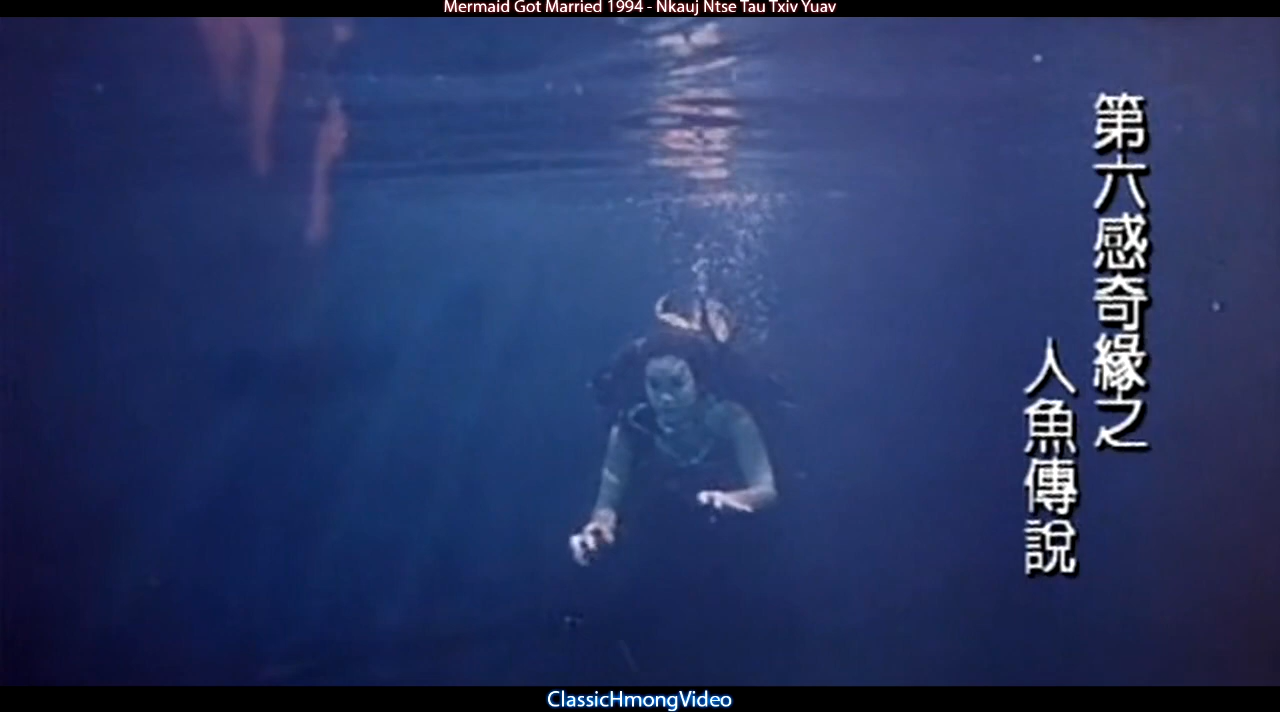 Mermaid Got Married 1994 - Nkauj Ntse Tau Txiv Yuav
第六感奇緣之
人魚傳說
ClassicHmongVideo